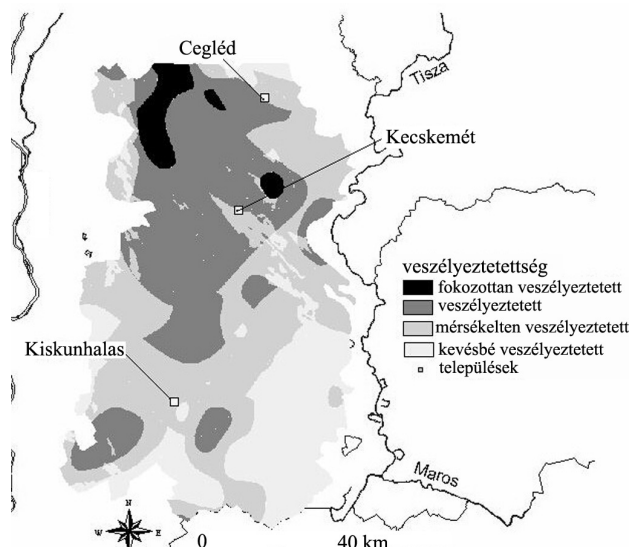 Cegléd
Tisza
Kecskemét
veszélyeztetettség
fokozottan veszélyeztetett
veszélyeztetett
mérsékelten veszélyeztetett
kevésbé veszélyeztetett
települések
Kiskunhalas
Maros
N
W E
S
0 40 km